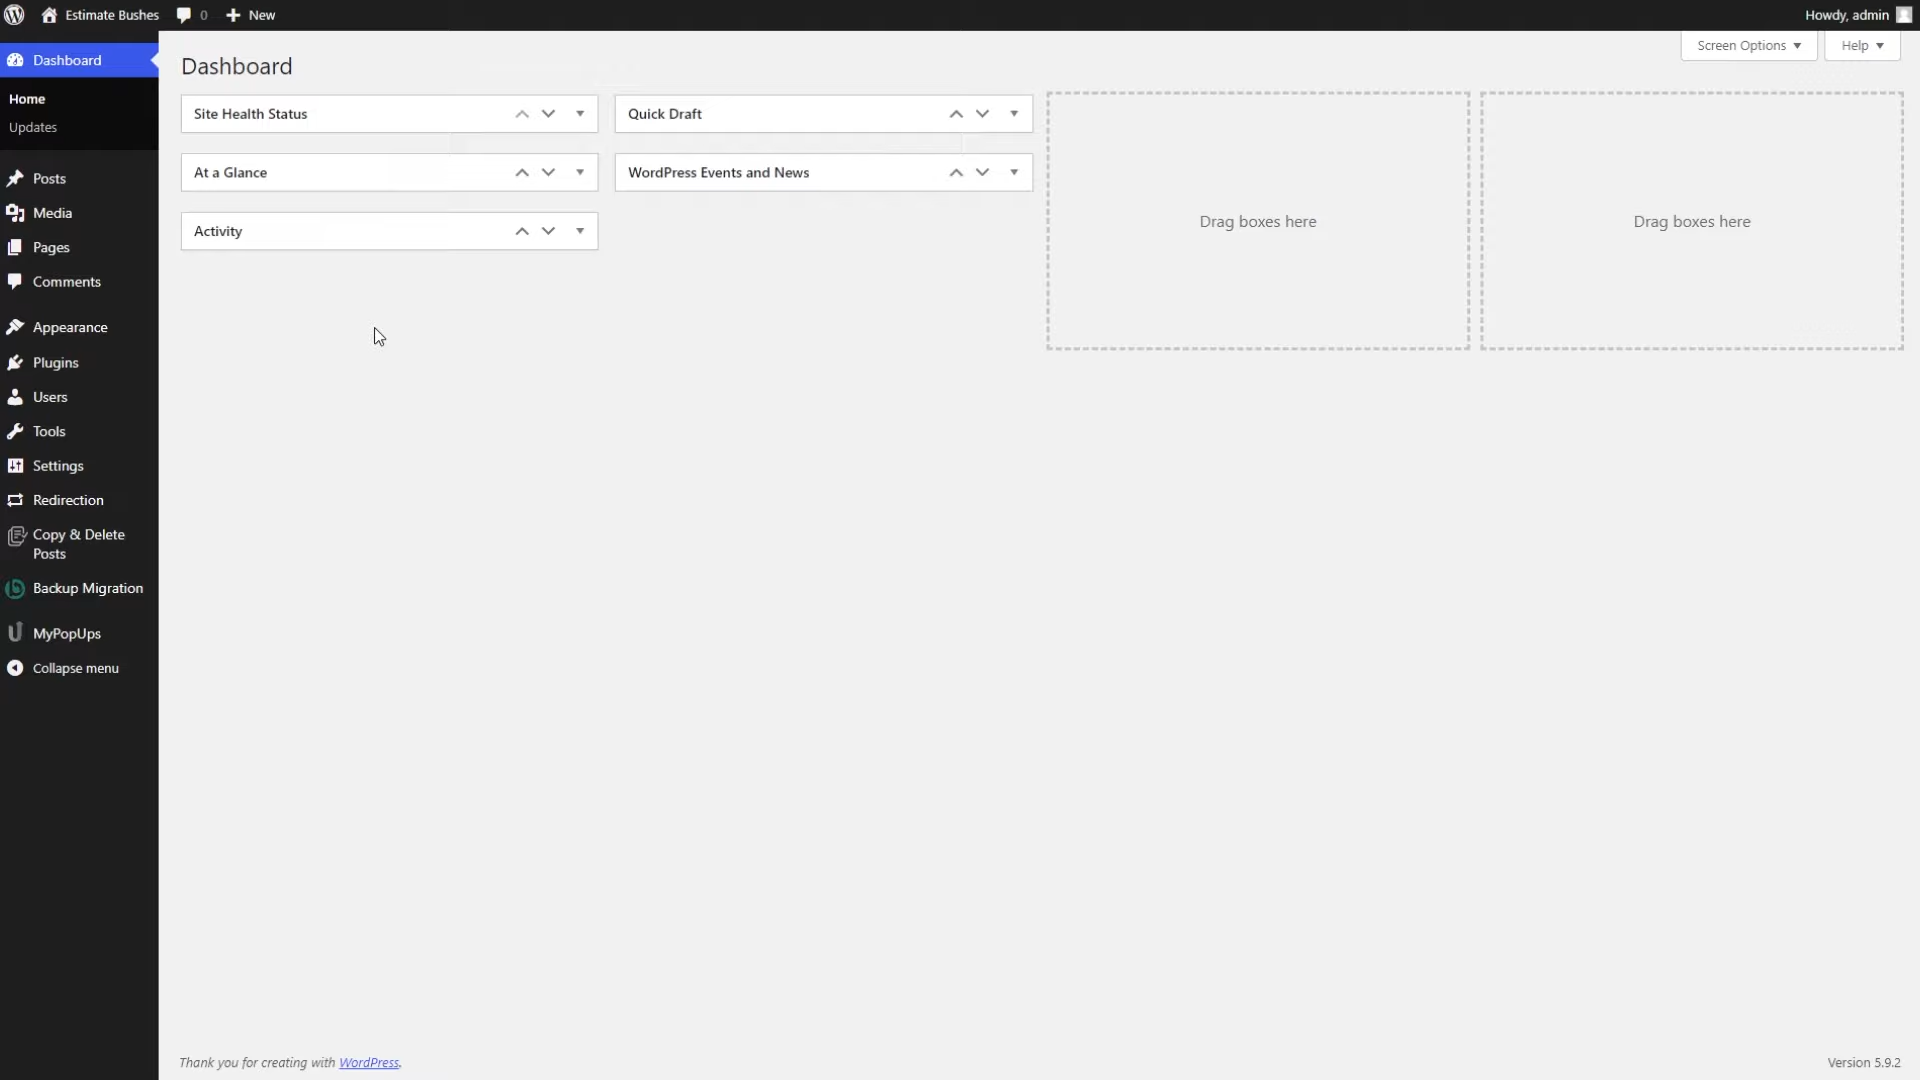 Estimate Bushes
0
New
Howdy, admin
Screen Options
Help
Dashboard
Home
Updates
Posts
Media
Pages
Comments
Appearance
Plugins
Users
Tools
Settings
Redirection
Copy & Delete
Posts
Backup Migration
MyPopUps
Collapse menu
Dashboard
Site Health Status
At a Glance
Activity
Quick Draft
WordPress Events and News
Drag boxes here
Drag boxes here
Thank you for creating with WordPress.
Version 5.9.2